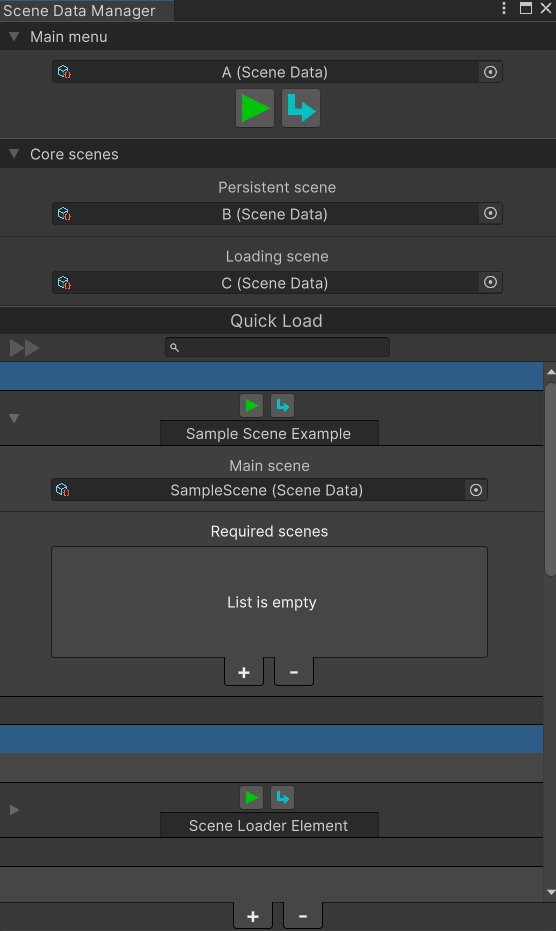 Scene Data Manager
Main menu
A (Scene Data)
Core scenes
Persistent scene
B (Scene Data)
Loading scene
C (Scene Data)
Quick Load
Sample Scene Example
Main scene
SampleScene (Scene Data)
Required scenes
List is empty
+ -
Scene Loader Element
+ -